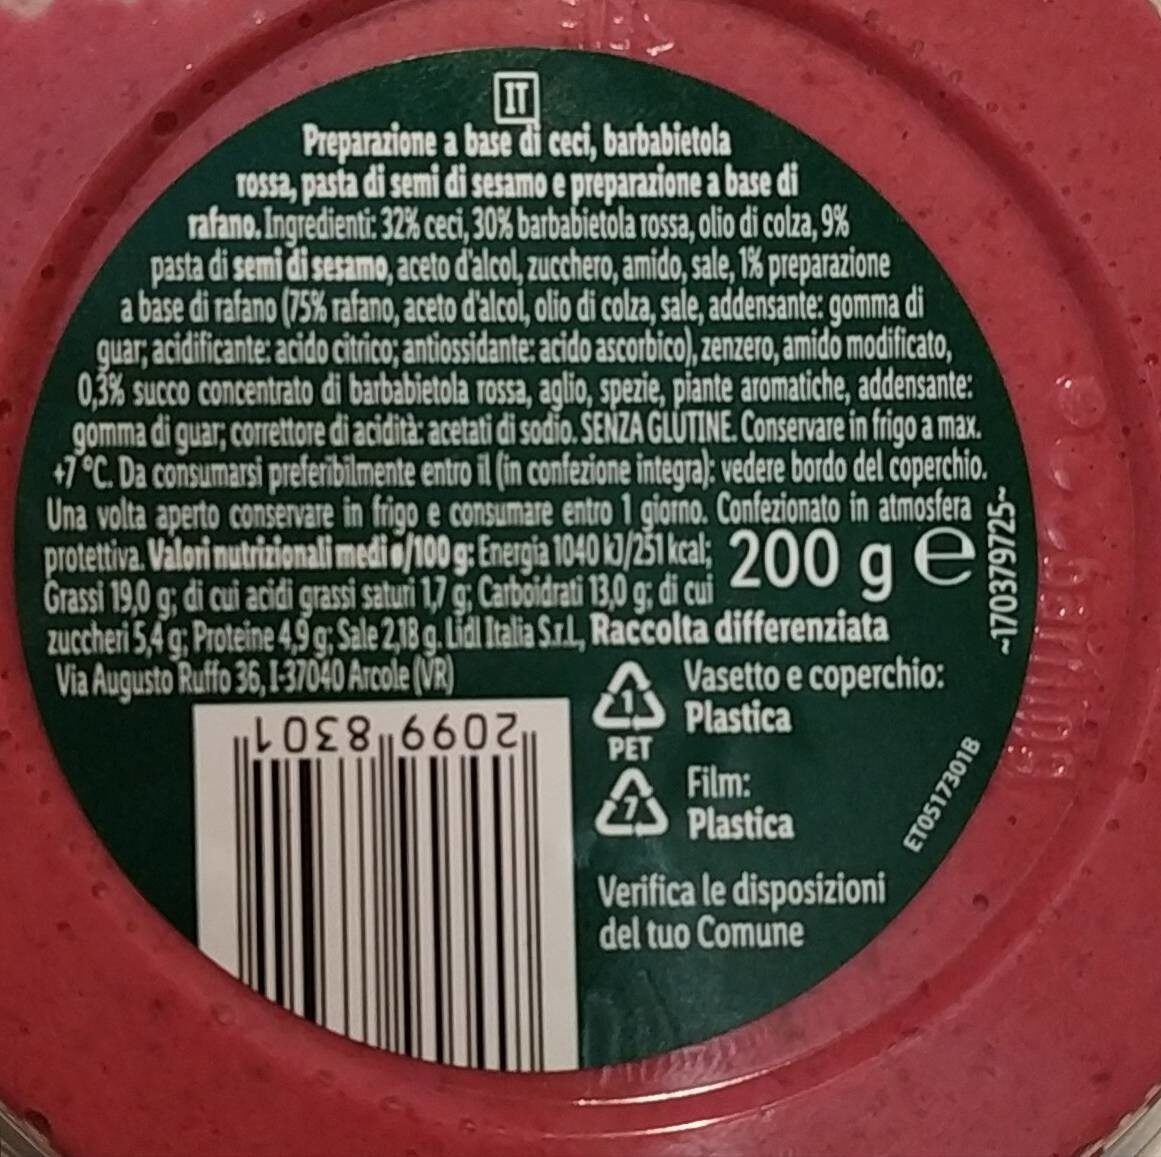 IT
Preparazione a base di ceci, barbabietola
rossa, pasta di semi di sesamo e preparazione a base di
rafano. Ingredienti: 32% ceci, 30% barbabietola rossa, olio di colza, 9%
pasta di semi di sesamo, aceto d'alcol, zucchero, amido, sale, 1% preparazione
a base di rafano (75% rafano, aceto d'alcol, olio di colza, sale, addensante: gomma di
guar; acidificante: acido citrico; antiossidante: acido ascorbico), zenzero, amido modificato,
0,3% succo concentrato di barbabietola rossa, aglio, spezie, piante aromatiche, addensante:
gomma di guar; correttore di acidità: acetati di sodio. SENZA GLUTINE. Conservare in frigo a max.
+7 °C. Da consumarsi preferibilmente entro il (in confezione integra): vedere bordo del coperchio.
Una volta aperto conservare in frigo e consumare entro 1 giorno. Confezionato in atmosfera
protettiva. Valori nutrizionali medi ø/100 g: Energia 1040 kJ/251 kcal;
Grassi 19,0 g; di cui acidi grassi saturi 1,7 g; Carboidrati 13,0 g; di cui
zuccheri 5,4 g; Proteine 4,9 g; Sale 2,18 g. Lidl Italia S.r.l.,
Via Augusto Ruffo 36, I-37040 Arcole (VR)
200 g e
~170379725~
Raccolta differenziata
Vasetto e coperchio:
Plastica
1
PET
Film:
Plastica
7
Verifica le disposizioni
del tuo Comune
ET0517301B
2099 8301